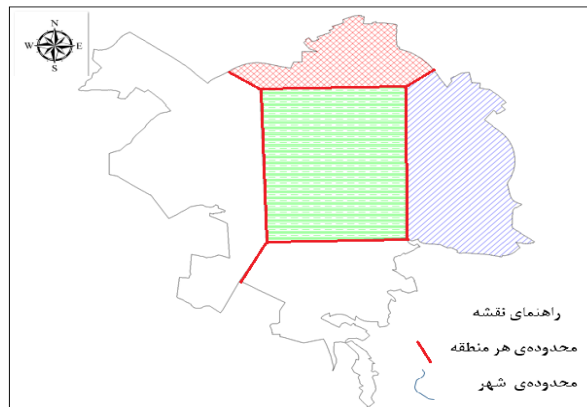 N
W E
S
راهنمای نقشه
محدوده‌ی هر منطقه
محدوده‌ی شهر